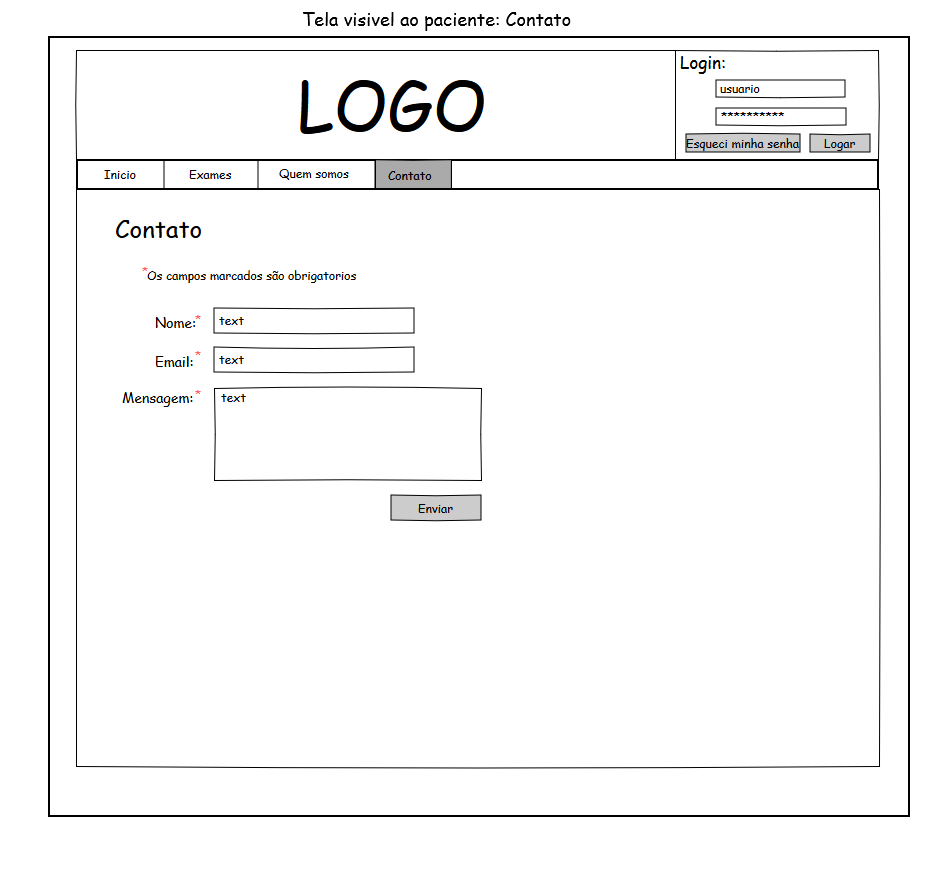 Tela visivel ao paciente: Contato
LOGO
Login:
usuario
**********
Esqueci minha senha
Logar
Inicio
Exames
Quem somos
Contato
Contato
*Os campos marcados são obrigatorios
Nome:*
text
Email:*
text
Mensagem:*
text
Enviar